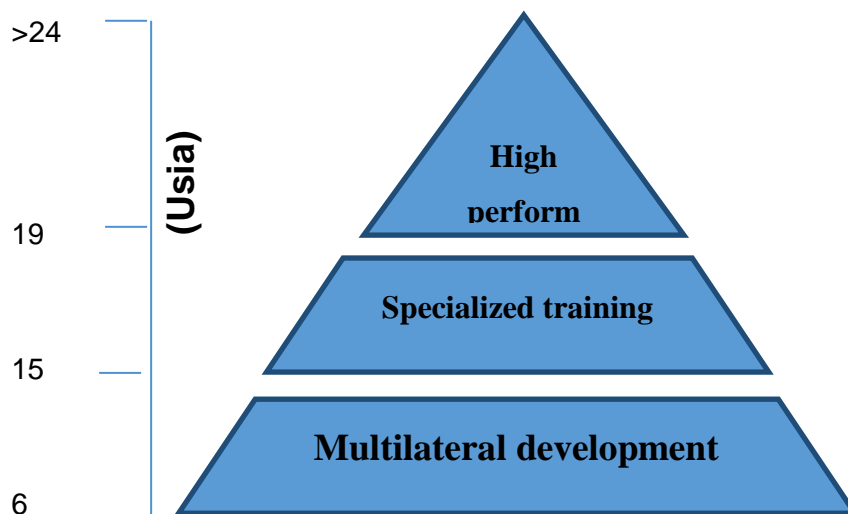 >24
High
perform
(Usia)
19
Specialized training
15
Multilateral development
6